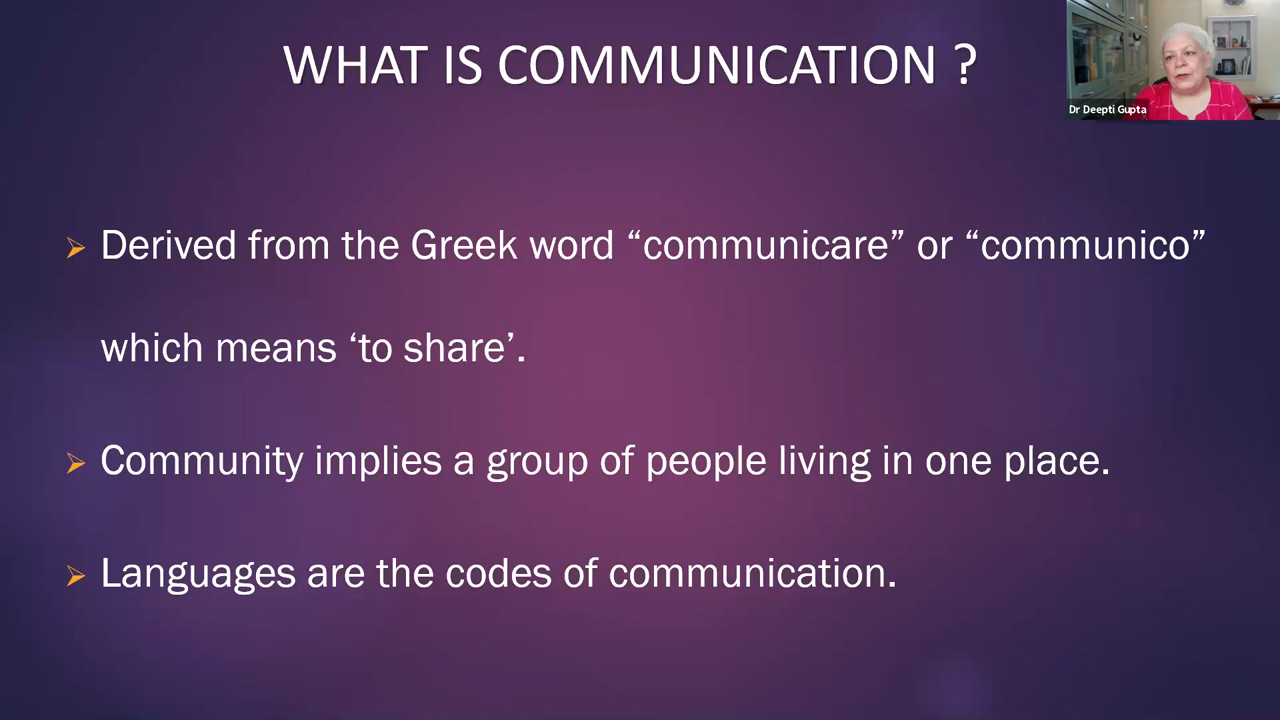 WHAT IS COMMUNICATION ?
Dr Deepti Gupta
➢ Derived from the Greek word “communicare” or “communico”
which means ‘to share’.
➢ Community implies a group of people living in one place.
➢ Languages are the codes of communication.